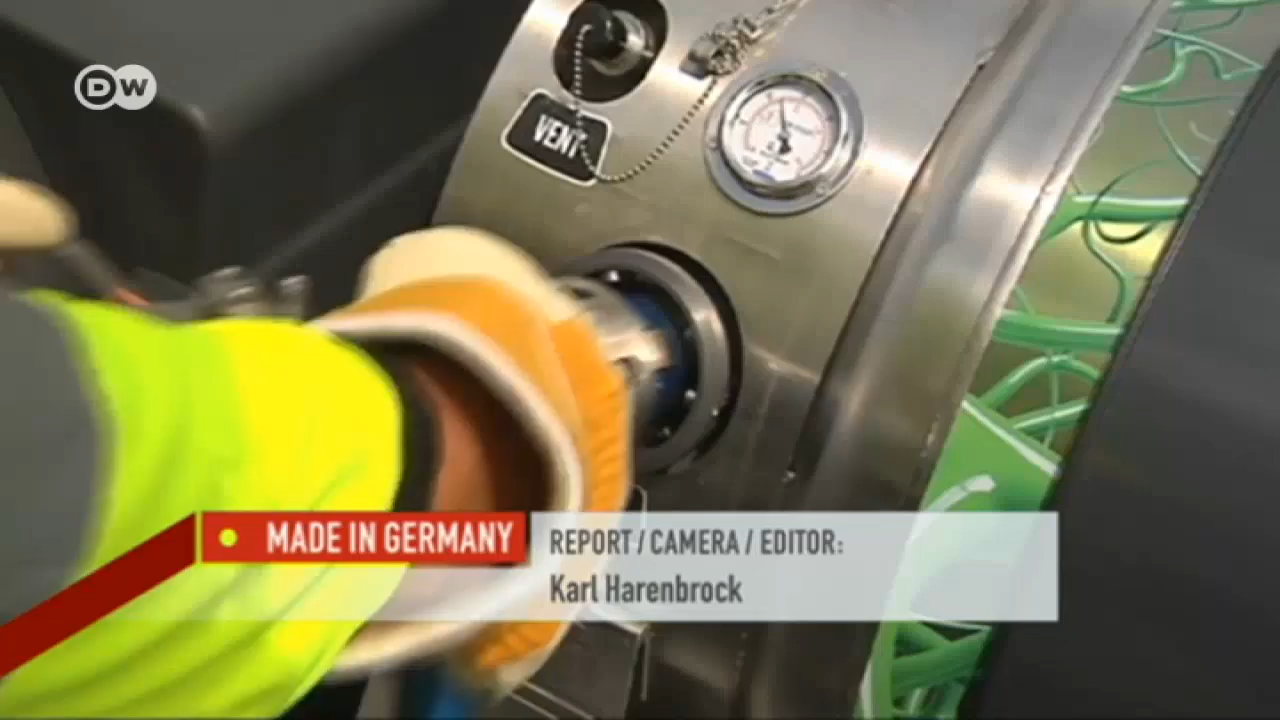 DW
VENT
MADE IN GERMANY
REPORT / CAMERA / EDITOR:
Karl Harenbrock